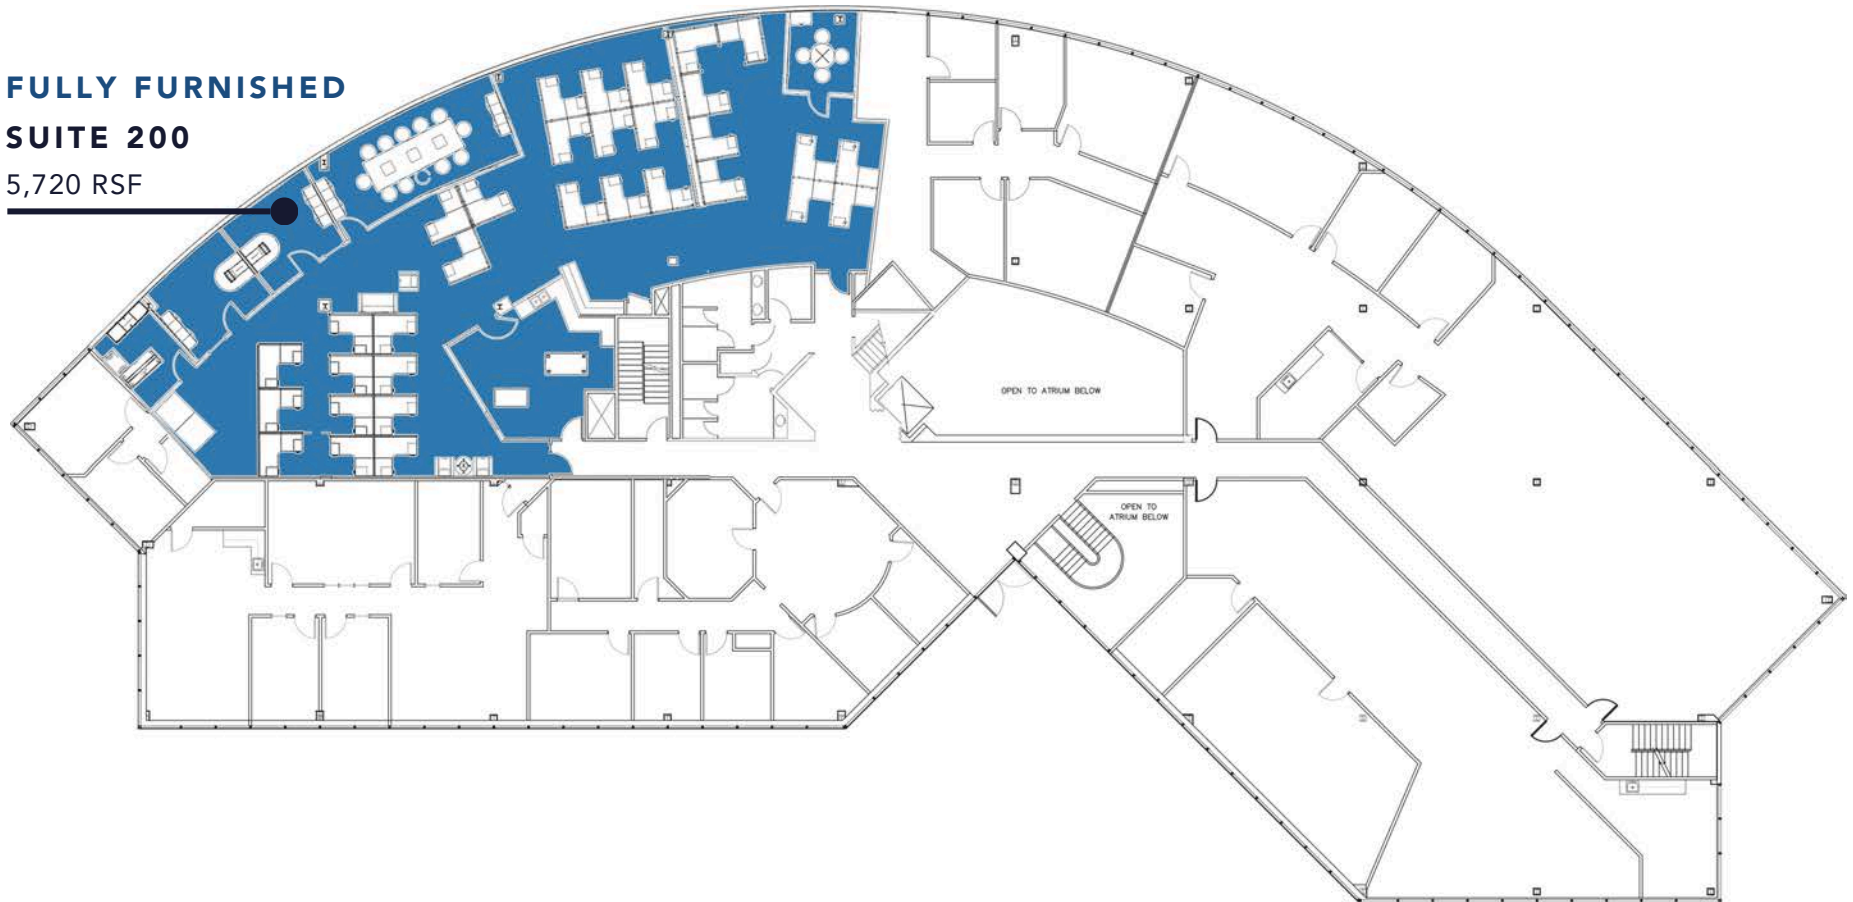 FULLY FURNISHED
SUITE 200
5,720 RSF
OPEN TO ATRIUM BELOW
OPEN TO
ATRIUM BELOW